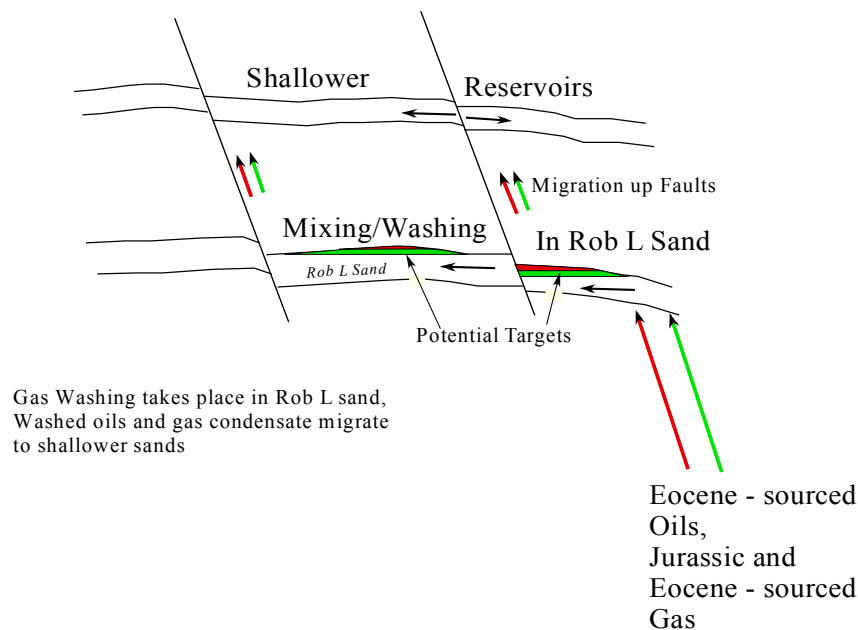 Shallower
Reservoirs
Migration up Faults
Mixing/Washing
In Rob L Sand
Rob L Sand
Potential Targets
Gas Washing takes place in Rob L sand,
Washed oils and gas condensate migrate
to shallower sands
Eocene - sourced
Oils,
Jurassic and
Eocene - sourced
Gas